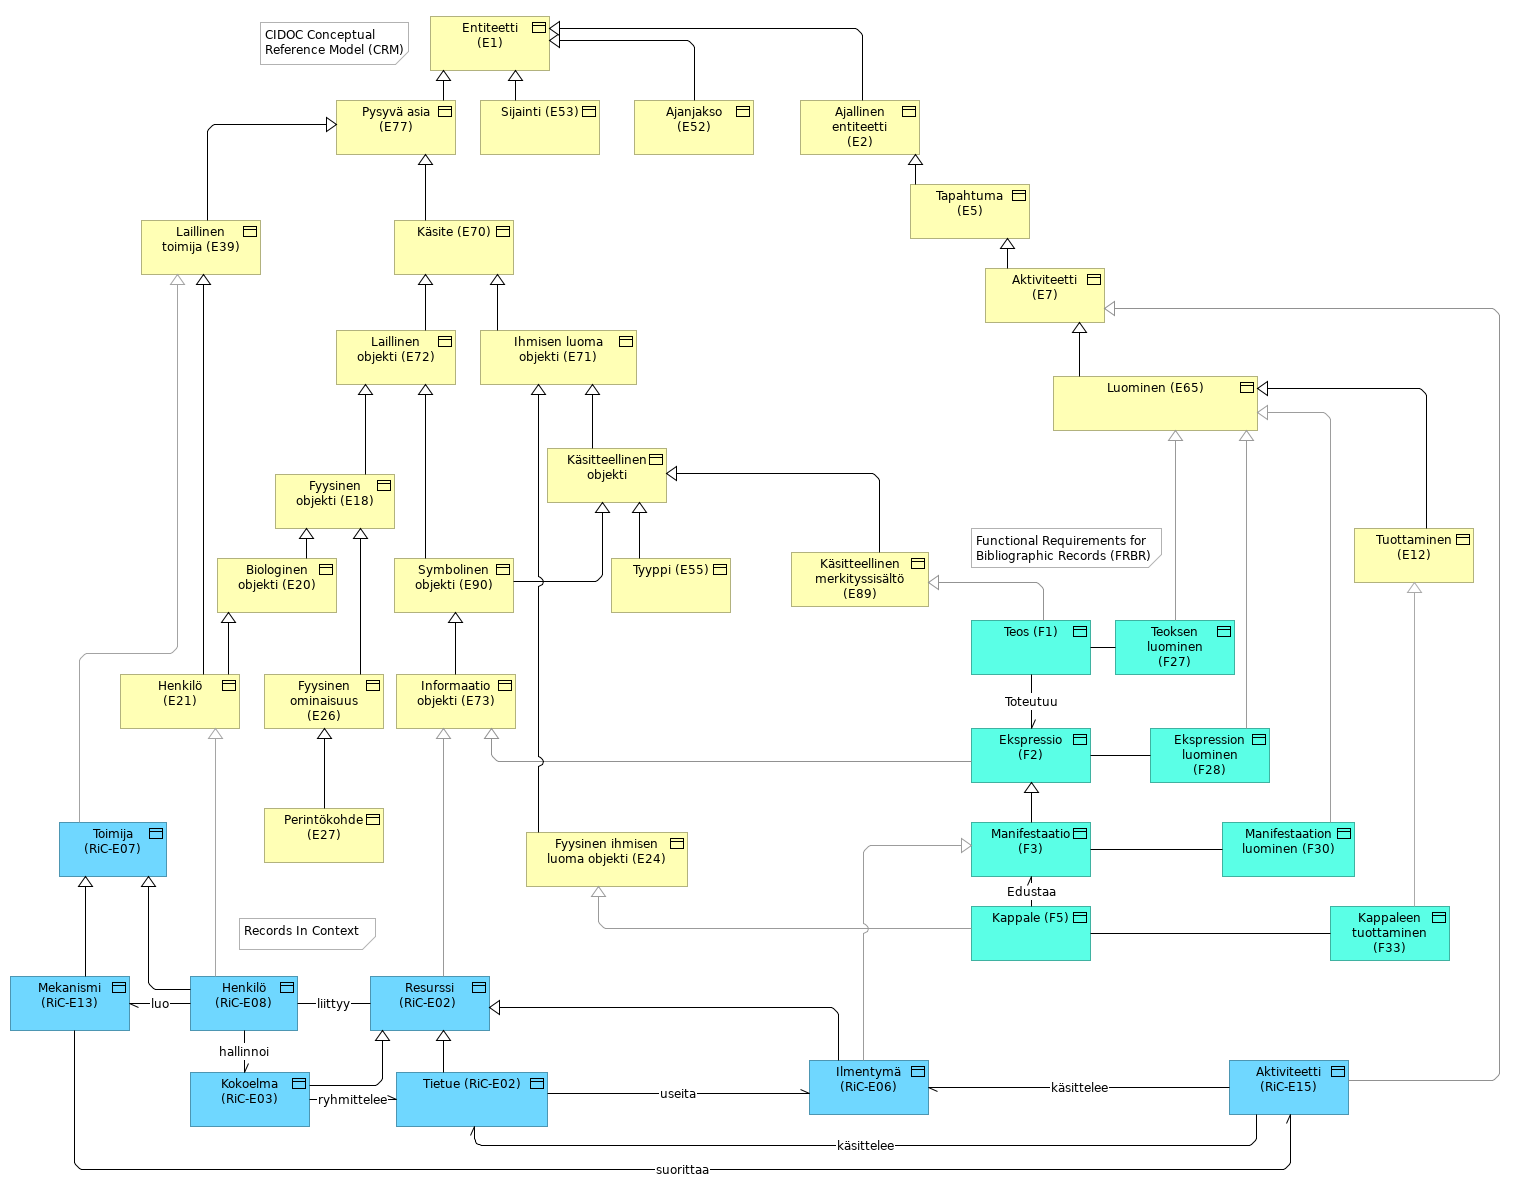 CIDOC Conceptual
Reference Model (CRM)
Entiteetti
(E1)
Pysyvä asia
(E77)
Sijainti (E53)
Ajanjakso
(E52)
Ajallinen
entiteetti
(E2)
Tapahtuma
(E5)
Laillinen
toimija (E39)
Käsite (E70)
Aktiviteetti
(E7)
Laillinen
objekti (E72)
Ihmisen luoma
objekti (E71)
Luominen (E65)
Käsitteellinen
objekti
Fyysinen
objekti (E18)
Functional Requirements for
Bibliographic Records (FRBR)
Tuottaminen
(E12)
Biologinen
objekti (E20)
Symbolinen
objekti (E90)
Tyyppi (E55)
Käsitteellinen
merkityssisältö
(E89)
Teos (F1)
Teoksen
luominen
(F27)
Henkilö
(E21)
Fyysinen
ominaisuus
(E26)
Informaatio
objekti (E73)
Toteutuu
Ekspressio
(F2)
Ekspression
luominen
(F28)
Perintökohde
(E27)
Toimija
(RiC-E07)
Fyysinen ihmisen
luoma objekti (E24)
Manifestaatio
(F3)
Manifestaation
luominen (F30)
Edustaa
Kappale (F5)
Kappaleen
tuottaminen
(F33)
Records In Context
Mekanismi
(RiC-E13)
luo
Henkilö
(RiC-E08)
liittyy
Resurssi
(RiC-E02)
hallinnoi
Kokoelma
(RiC-E03)
ryhmittelee
Tietue (RiC-E02)
useita
Ilmentymä
(RiC-E06)
käsittelee
Aktiviteetti
(RiC-E15)
käsittelee
suorittaa